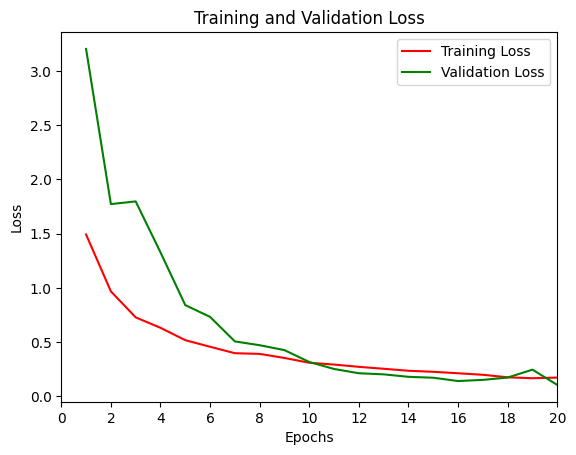 Training and Validation Loss
Training Loss
Validation Loss
3.0
2.5
2.0
1.5
1.0
0.5
0.0
Loss
0 2 4 6 8 10 12 14 16 18 20
Epochs